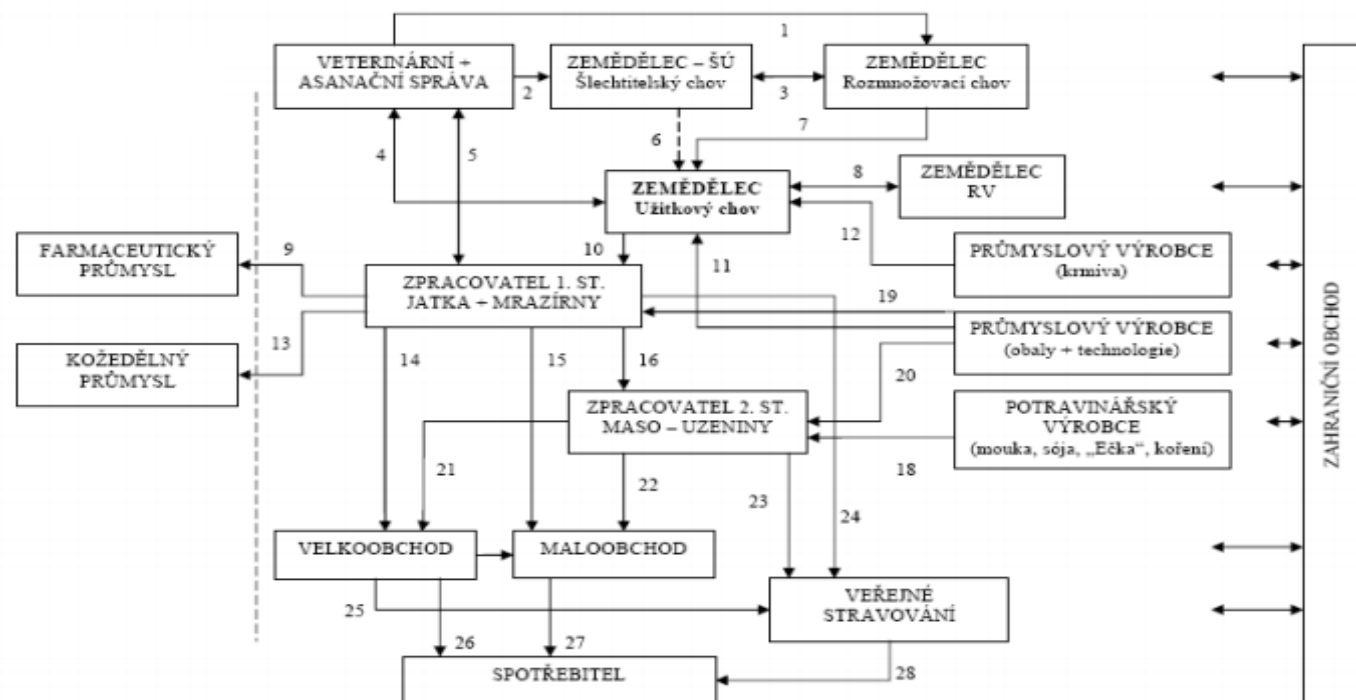 1
VETERINÁRNÍ +
ASANAČNÍ SPRÁVA
2
ZEMĚDĚLEC – ŠÚ
Šlechtitelský chov
3
ZEMĚDĚLEC
Rozmnožovací chov
4
5
6
7
ZEMĚDĚLEC
Užitkový chov
8
ZEMĚDĚLEC
RV
FARMACEUTICKÝ
PRŮMYSL
9
10
11
12
PRŮMYSLOVÝ VÝROBCE
(krmiva)
ZPRACOVATEL 1. ST.
JATKA + MRAZÍRNY
19
PRŮMYSLOVÝ VÝROBCE
(obaly + technologie)
KOŽEDĚLNÝ
PRŮMYSL
13
14
15
16
20
ZPRACOVATEL 2. ST.
MASO – UZENINY
POTRAVINÁŘSKÝ
VÝROBCE
(mouka, sója, „Ečka“, koření)
18
21
22
23
24
VELKOOBCHOD
MALOOBCHOD
VEŘEJNÉ
STRAVOVÁNÍ
25
26
27
28
SPOTŘEBITEL
ZAHRANIČNÍ OBCHOD